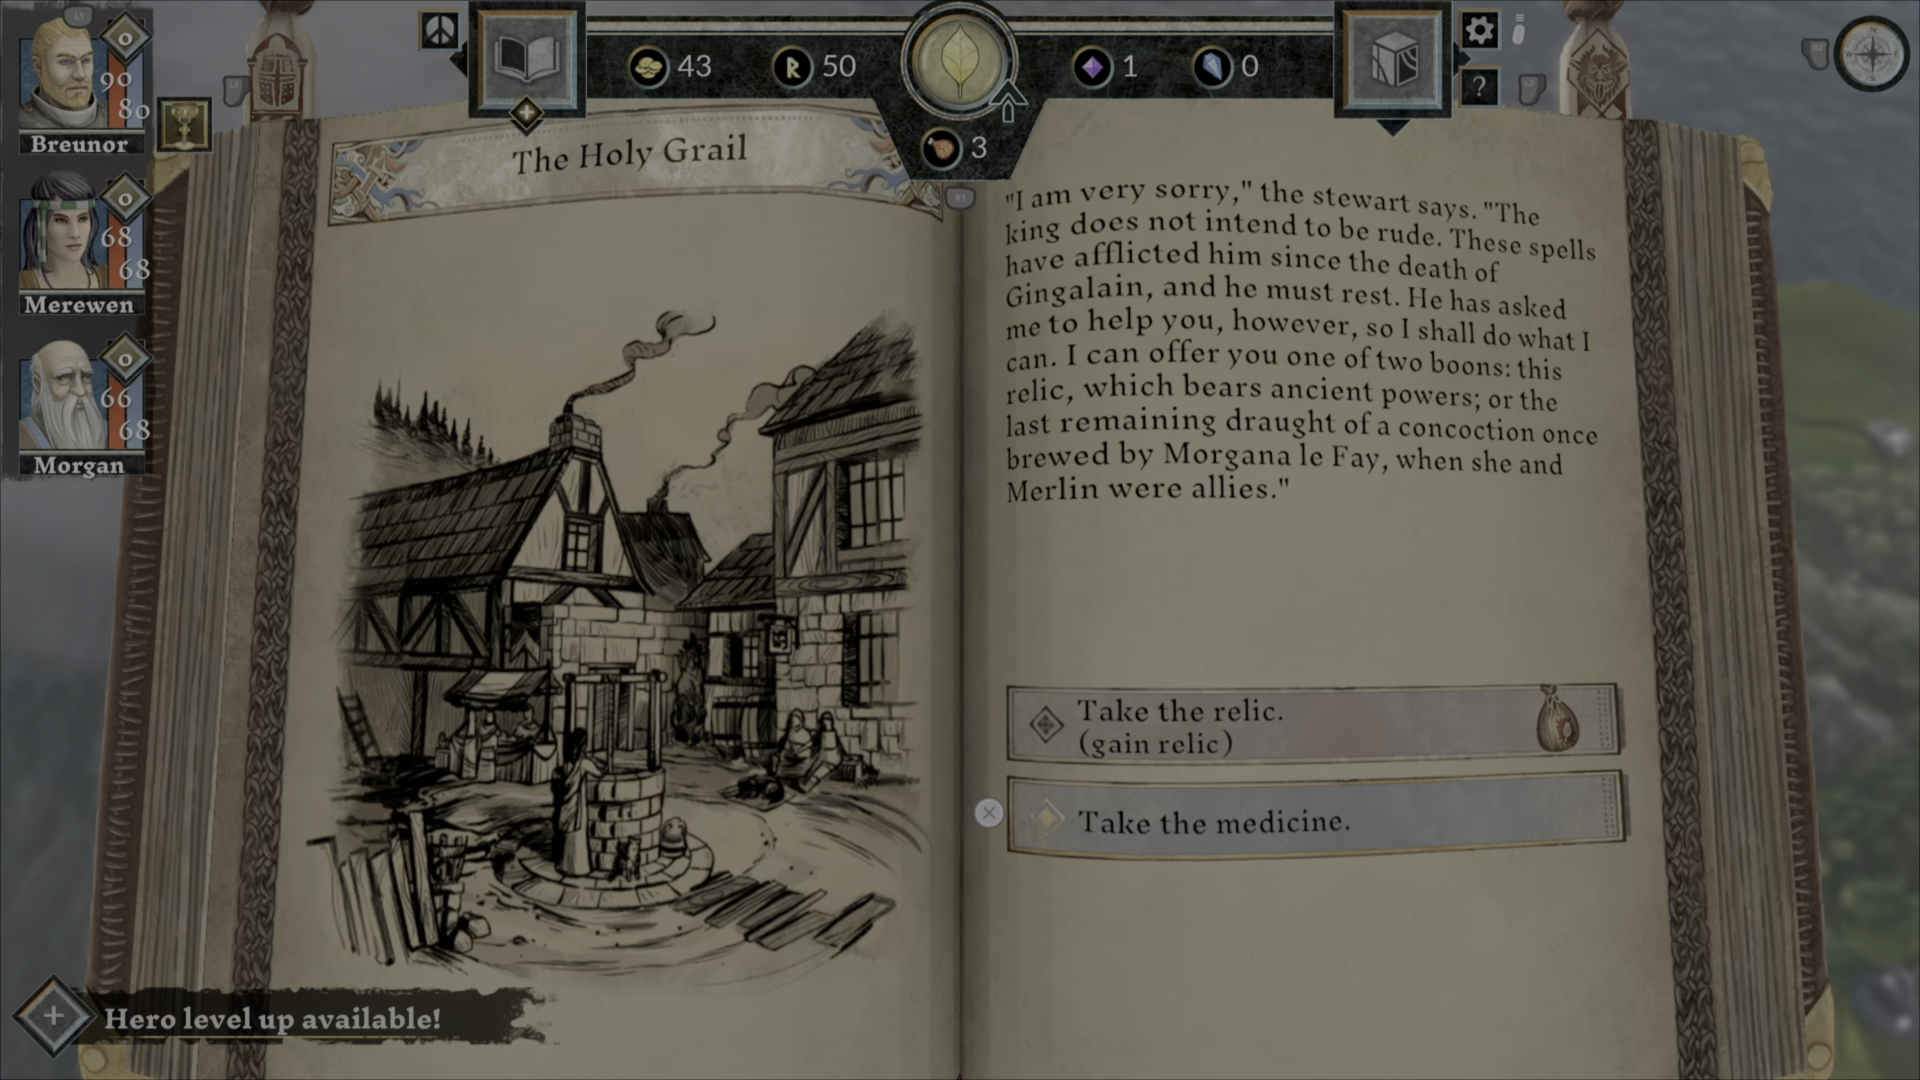 L1
0
90
80
Breunor
0
68
68
Merewen
0
66
68
Morgan
43
R 50
1
0
3
?
R1
The Holy Grail
"I am very sorry," the stewart says. "The
king does not intend to be rude. These spells
have afflicted him since the death of
Gingalain, and he must rest. He has asked
me to help you, however, so I shall do what I
can. I can offer you one of two boons: this
relic, which bears ancient powers; or the
last remaining draught of a concoction once
brewed by Morgana le Fay, when she and
Merlin were allies."
Take the relic.
(gain relic)
Take the medicine.
Hero level up available!